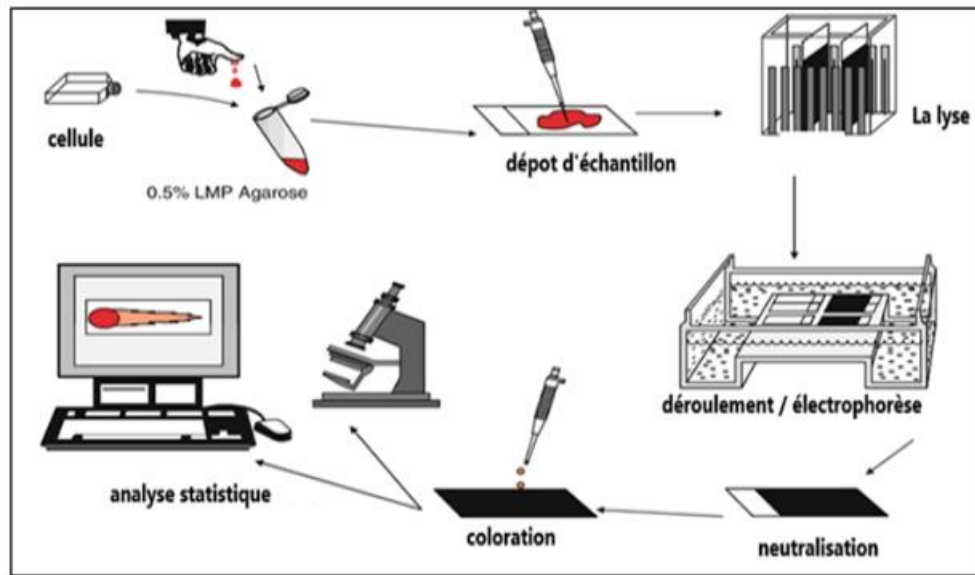 cellule
0.5% LMP Agarose
dépot d'échantillon
La lyse
déroulement / électrophorèse
neutralisation
coloration
analyse statistique